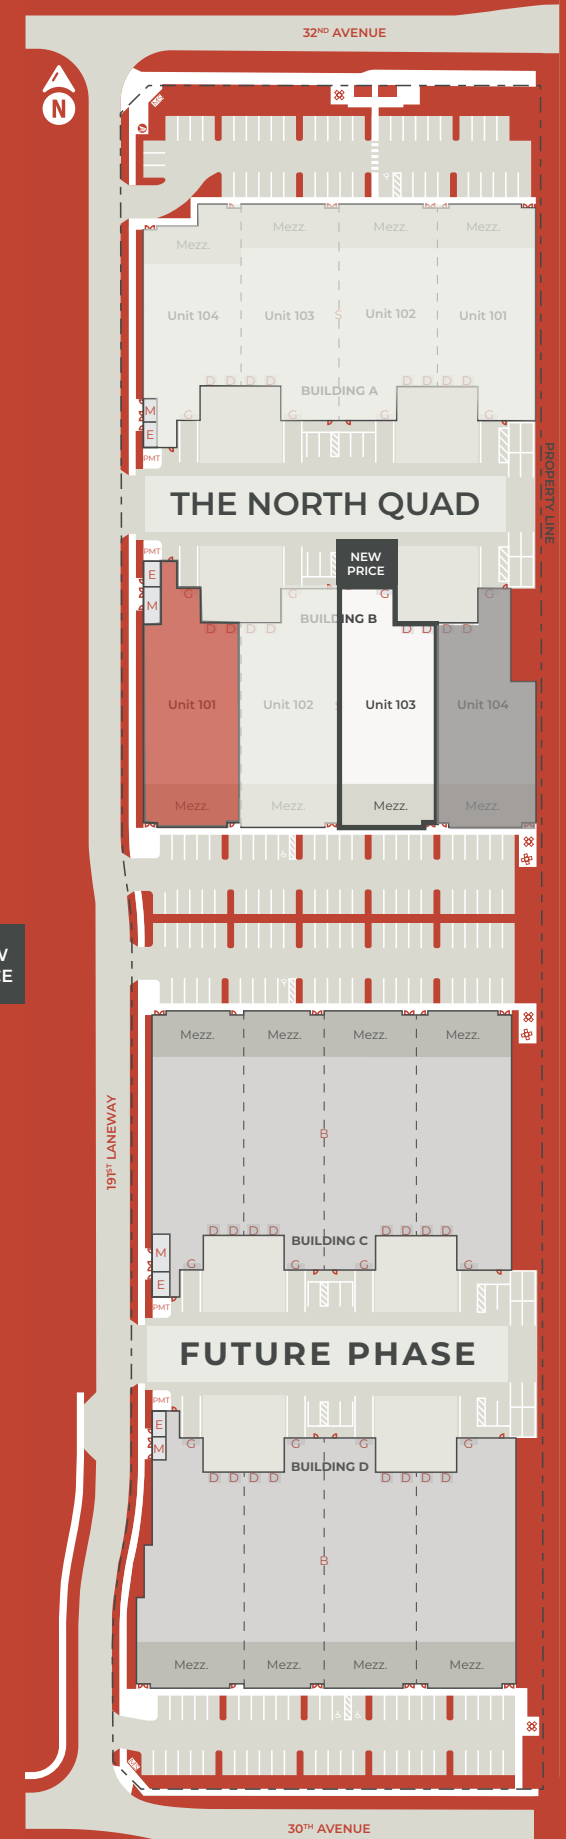 32ND AVENUE
N
Mezz. Mezz. Mezz. Mezz.
Unit 104 Unit 103 S Unit 102 Unit 101
D D D D D D D D
BUILDING A
M G G G G
E
PMT
PROPERTY LINE
THE NORTH QUAD
PMT
NEW
PRICE
E
M G G G
BUILDING B
D D D D D D D D
Unit 101 Unit 102 Unit 103 Unit 104
Mezz. Mezz. Mezz. Mezz.
Mezz. Mezz. Mezz. Mezz.
191ST LANEWAY
B
D D D D D D D D
BUILDING C
M G G G G
E
PMT
FUTURE PHASE
PMT
E
M G G G G
BUILDING D
D D D D D D D D
B
Mezz. Mezz. Mezz. Mezz.
30TH AVENUE